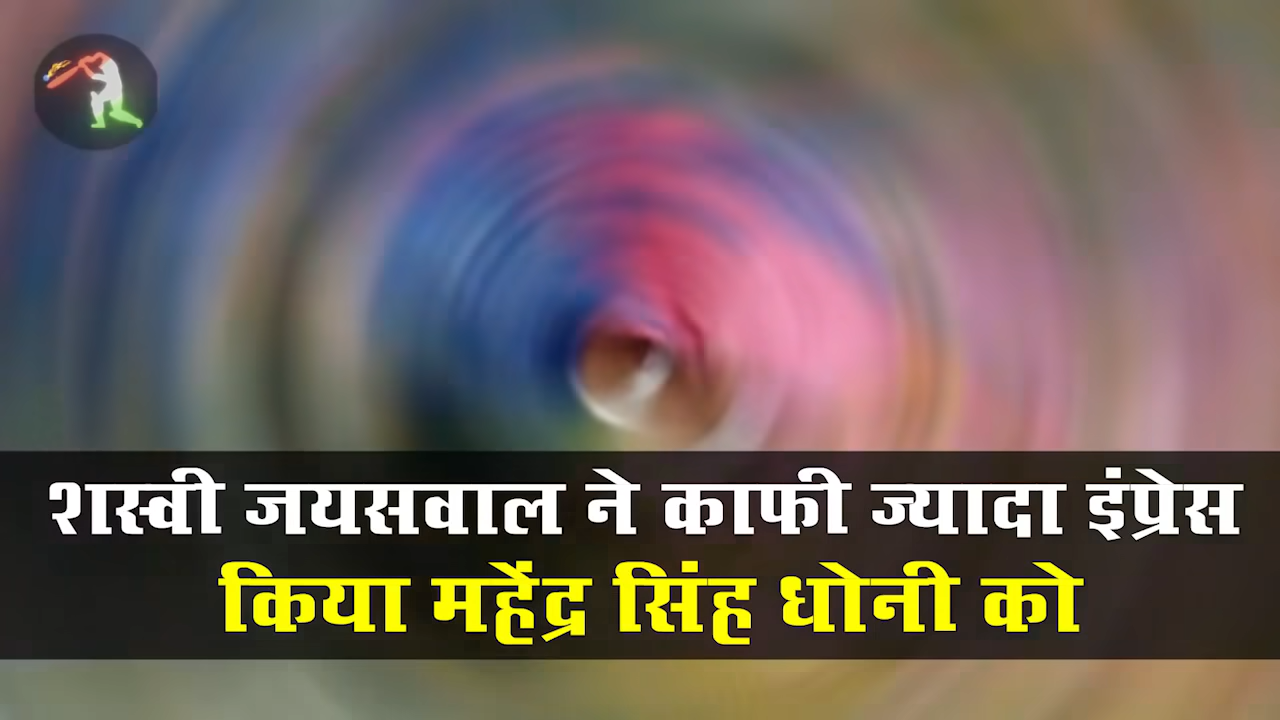 शस्वी जयसवाल ने काफी ज्यादा इंप्रेस
किया महेंद्र सिंह धोनी को